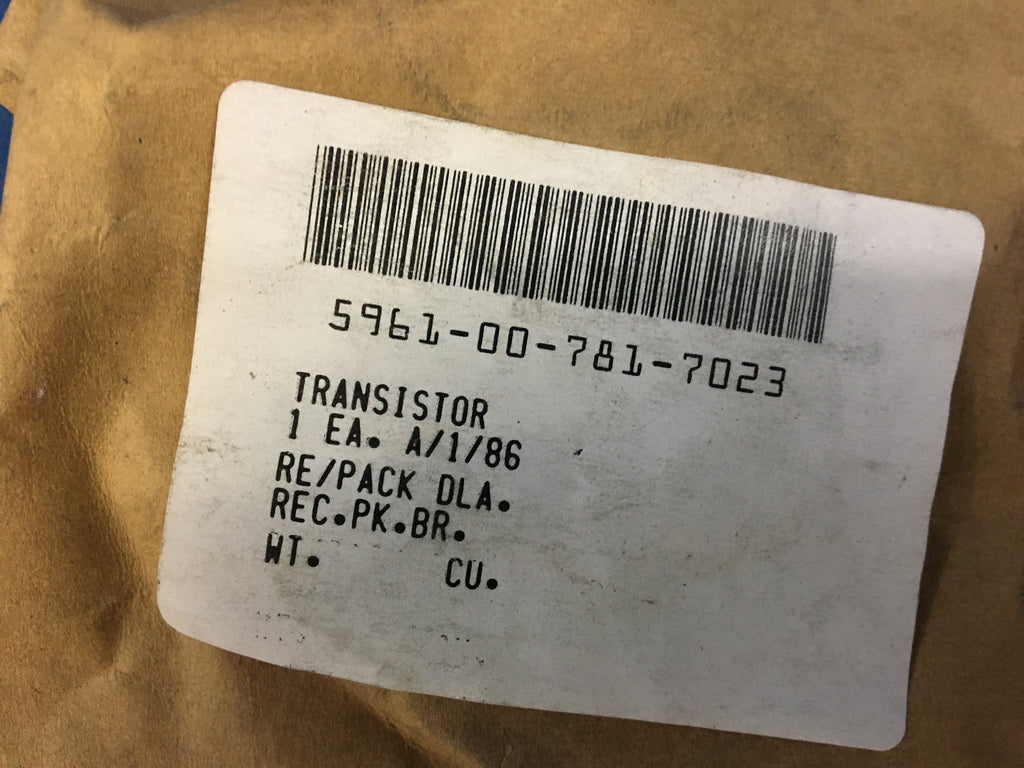 5961-00-781-7023
TRANSISTOR
1 EA. A/1/86
RE/PACK DLA.
REC.PK.BR.
WT. CU.